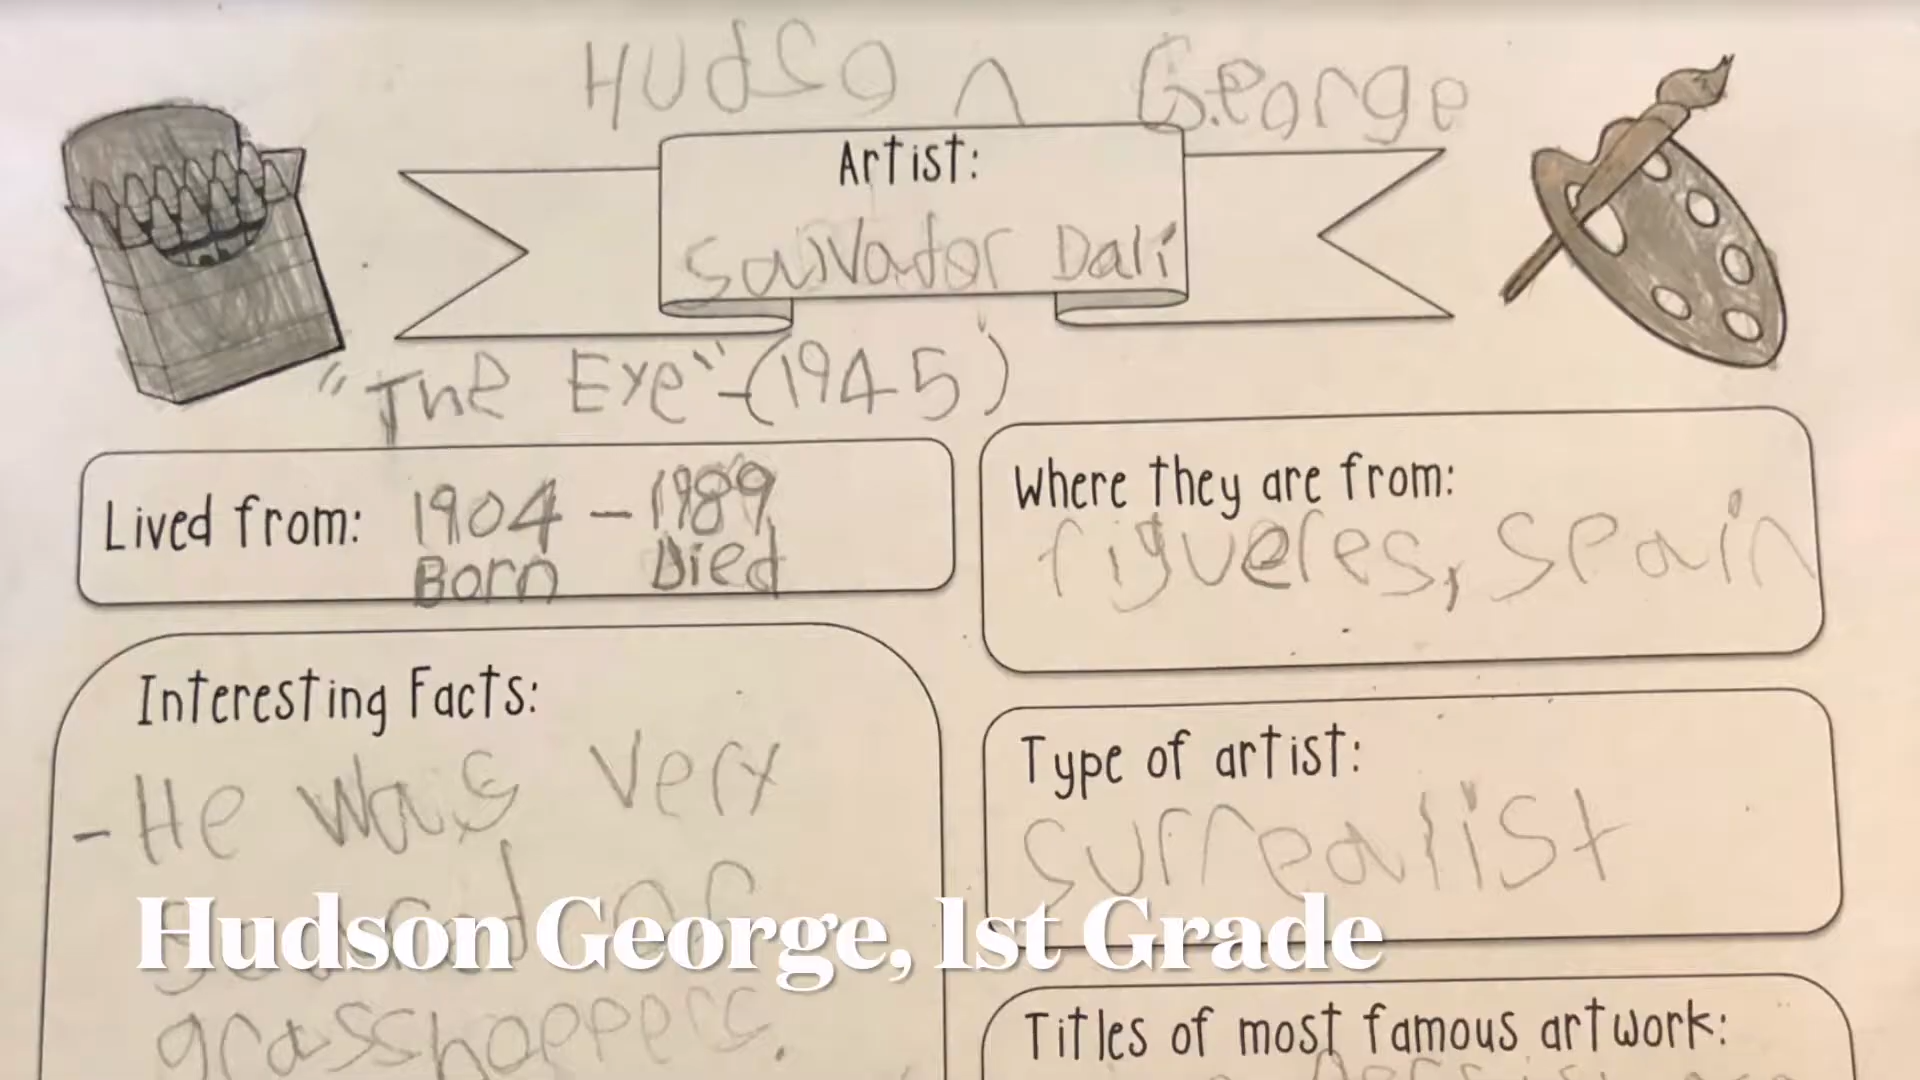 Hudson George
Artist:
Salvador Dali
"The Eye" - (1945)
Lived from: 1904 - 1989
Born Died
Where they are from:
Figueres, Spain
Interesting Facts:
- He was very
of
grasshoppers.
Type of artist:
surrealist
Hudson George, 1st Grade
Titles of most famous artwork: